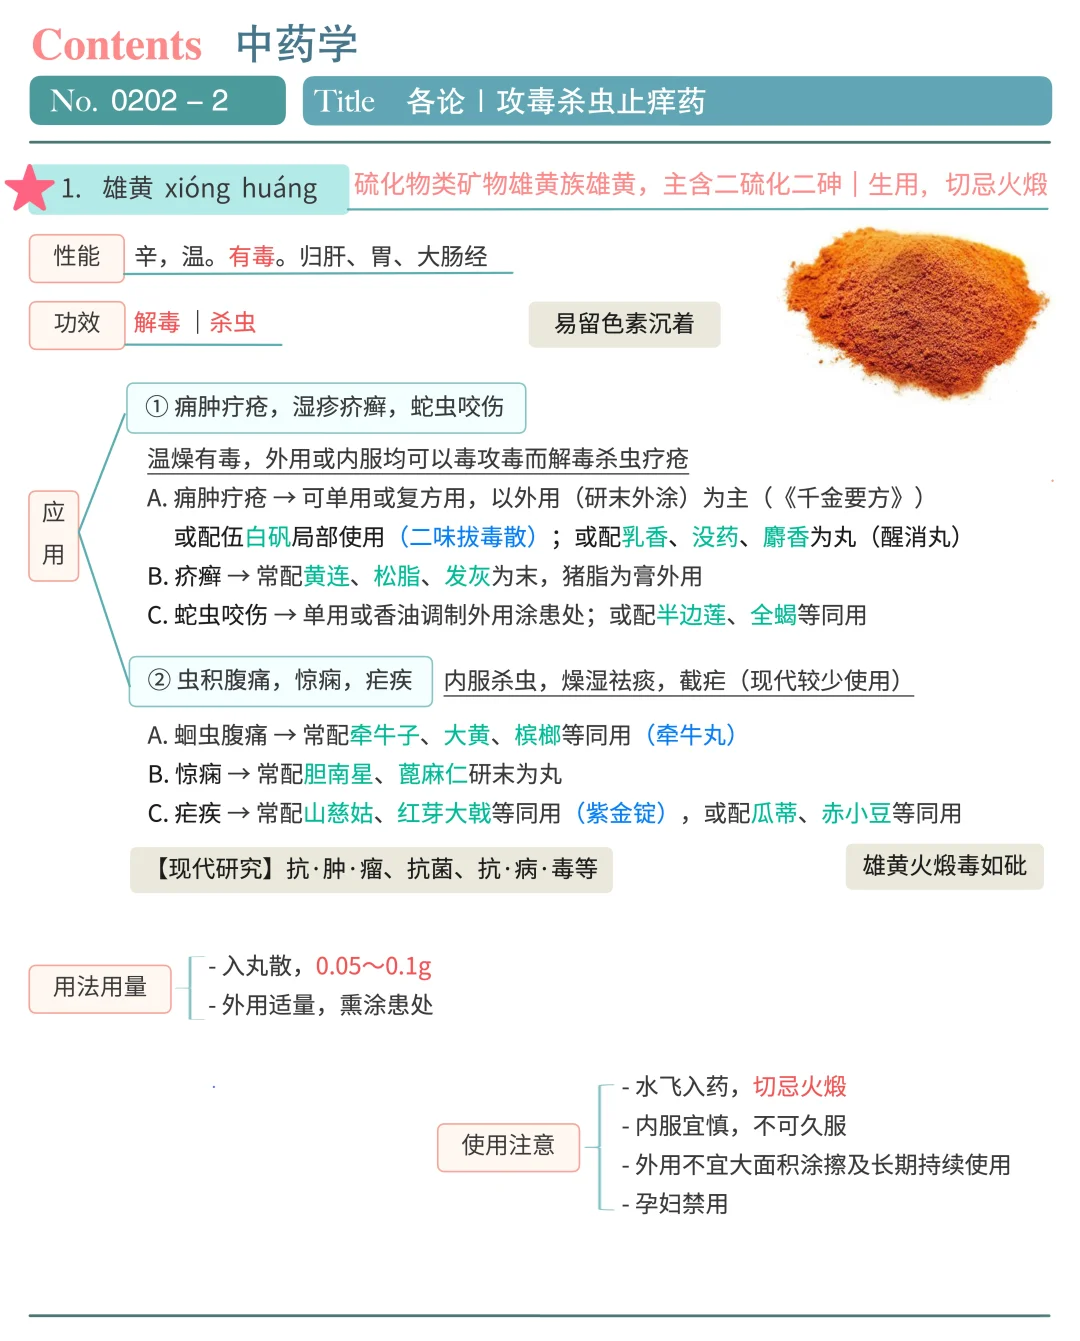 Contents 中药学
No. 0202 – 2 Title 各论丨攻毒杀虫止痒药
1. 雄黄 xióng huáng 硫化物类矿物雄黄族雄黄，主含二硫化二砷｜生用，切忌火煅
性能 辛，温。有毒。归肝、胃、大肠经
功效 解毒｜杀虫
易留色素沉着
① 痈肿疔疮，湿疹疥癣，蛇虫咬伤
温燥有毒，外用或内服均可以毒攻毒而解毒杀虫疗疮
应用
A. 痈肿疔疮→可单用或复方用，以外用（研末外涂）为主（《千金要方》）
或配伍白矾局部使用（二味拔毒散）；或配乳香、没药、麝香为丸（醒消丸）
B. 疥癣→常配黄连、松脂、发灰为末，猪脂为膏外用
C. 蛇虫咬伤→单用或香油调制外用涂患处；或配半边莲、全蝎等同用
② 虫积腹痛，惊痫，疟疾 内服杀虫，燥湿祛痰，截疟（现代较少使用）
A. 蛔虫腹痛→常配牵牛子、大黄、槟榔等同用（牵牛丸）
B. 惊痫→常配胆南星、蓖麻仁研末为丸
C. 疟疾→常配山慈姑、红芽大戟等同用（紫金锭），或配瓜蒂、赤小豆等同用
【现代研究】抗·肿·瘤、抗菌、抗·病·毒等
雄黄火煅毒如砒
用法用量
- 入丸散，0.05～0.1g
- 外用适量，熏涂患处
使用注意
- 水飞入药，切忌火煅
- 内服宜慎，不可久服
- 外用不宜大面积涂擦及长期持续使用
- 孕妇禁用